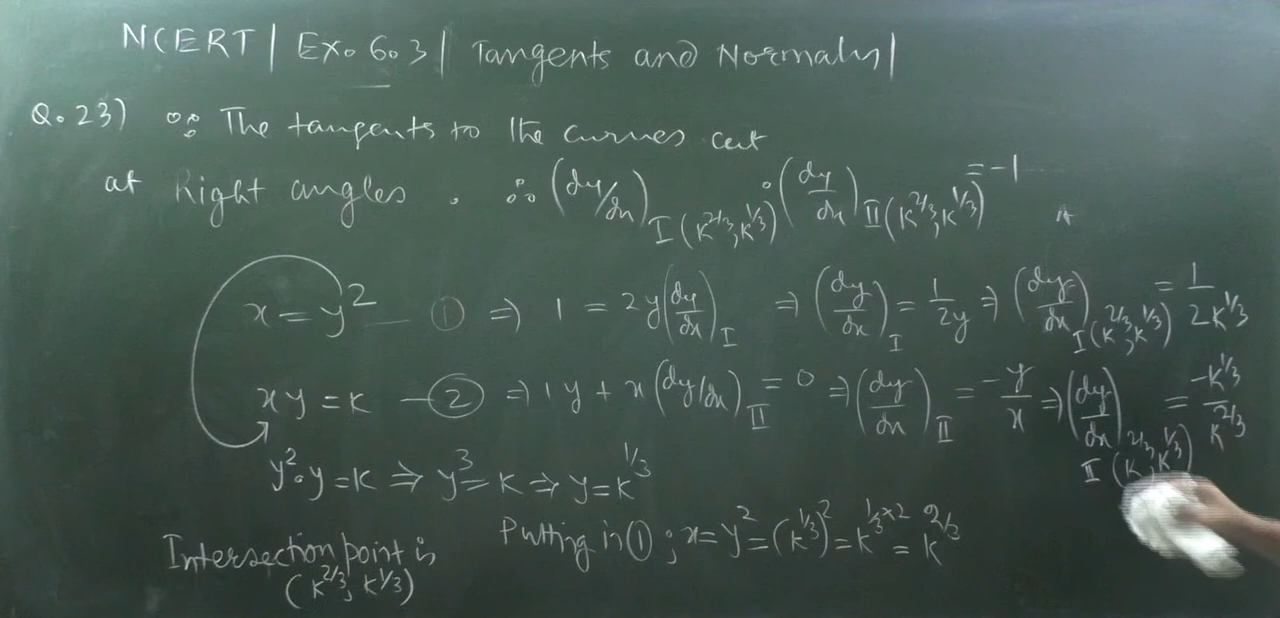 NCERT | Ex. 6.3 | Tangents and Normals |
Q. 23) ∵ The tangents to the curves cut
at Right angles . ∴ (dy/dx) I (K^2/3, K^1/3) · (dy/dx) II (K^2/3, K^1/3) = -1
x = y² — ① ⇒ 1 = 2y (dy/dx) I ⇒ (dy/dx) I = 1/2y ⇒ (dy/dx) I (K^2/3, K^1/3) = 1/2K^1/3
xy = K — ② ⇒ 1y + x (dy/dx) II = 0 ⇒ (dy/dx) II = -y/x ⇒ (dy/dx) II (K^2/3, K^1/3) = -K^1/3/K^2/3
y²·y = K ⇒ y³ = K ⇒ y = K^1/3
Putting in ① ; x = y² = (K^1/3)² = K^1/3×2 = K^2/3
Intersection point is
(K^2/3, K^1/3)